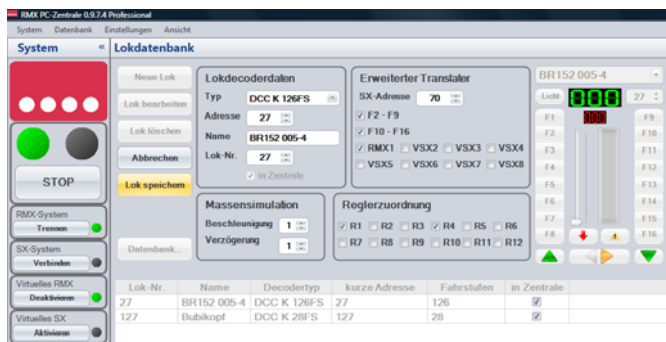 RMX PC-Zentrale 0.9.7.4 Professional
System Datenbank Einstellungen Ansicht
System «
STOP
RMX-System
Trennen
SX-System
Verbinden
Virtuelles RMX
Deaktivieren
Virtuelles SX
Aktivieren
Lokdatenbank
Neue Lok
Lok bearbeiten
Lok löschen
Abbrechen
Lok speichern
Datenbank...
Lokdecoderdaten
Typ DCC K 126FS
Adresse 27
Name BR152 005-4
Lok-Nr. 27
in Zentrale
Massensimulation
Beschleunigung 1
Verzögerung 1
Erweiterter Translater
SX-Adresse 70
F2 - F9
F10 - F16
RMX1 VSX2 VSX3 VSX4
VSX5 VSX6 VSX7 VSX8
Reglerzuordnung
R1 R2 R3 R4 R5 R6
R7 R8 R9 R10 R11 R12
BR152 005-4
Licht 000 27
F1 000 F9
F2 F10
F3 F11
F4 F12
F5 F13
F6 F14
F7 F15
F8 F16
Lok-Nr. Name Decodertyp kurze Adresse Fahrstufen in Zentrale
27 BR152 005-4 DCC K 126FS 27 126
127 Bubikopf DCC K 28FS 127 28